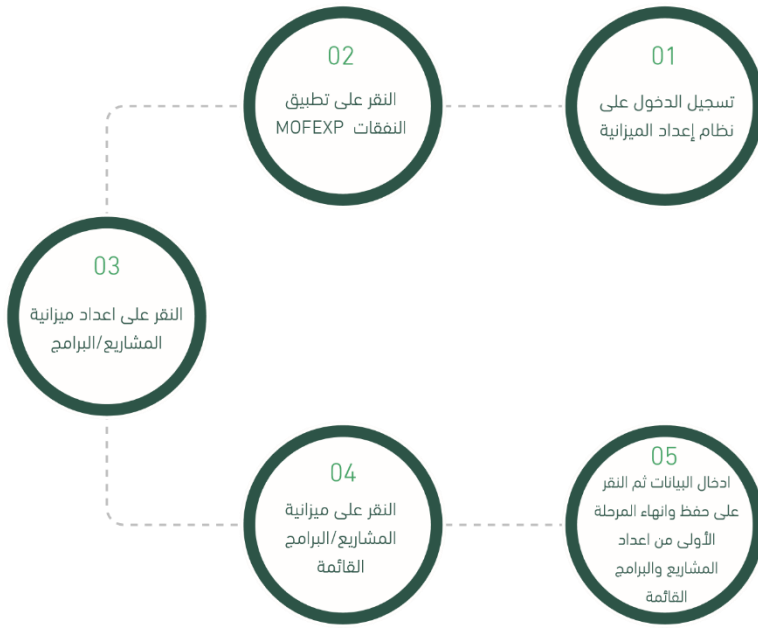 01
تسجيل الدخول على
نظام إعداد الميزانية
02
النقر على تطبيق
النفقات MOFEXP
03
النقر على اعداد ميزانية
المشاريع/البرامج
04
النقر على ميزانية
المشاريع/البرامج
القائمة
05
ادخال البيانات ثم النقر
على حفظ وانهاء المرحلة
الأولى من اعداد
المشاريع والبرامج
القائمة